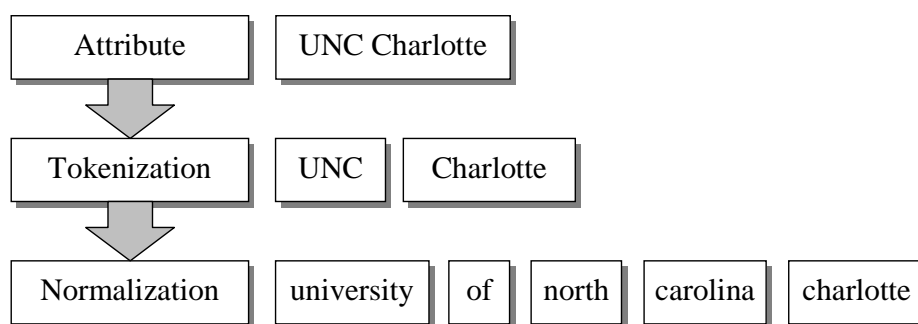 Attribute UNC Charlotte
Tokenization UNC Charlotte
Normalization university of north carolina charlotte